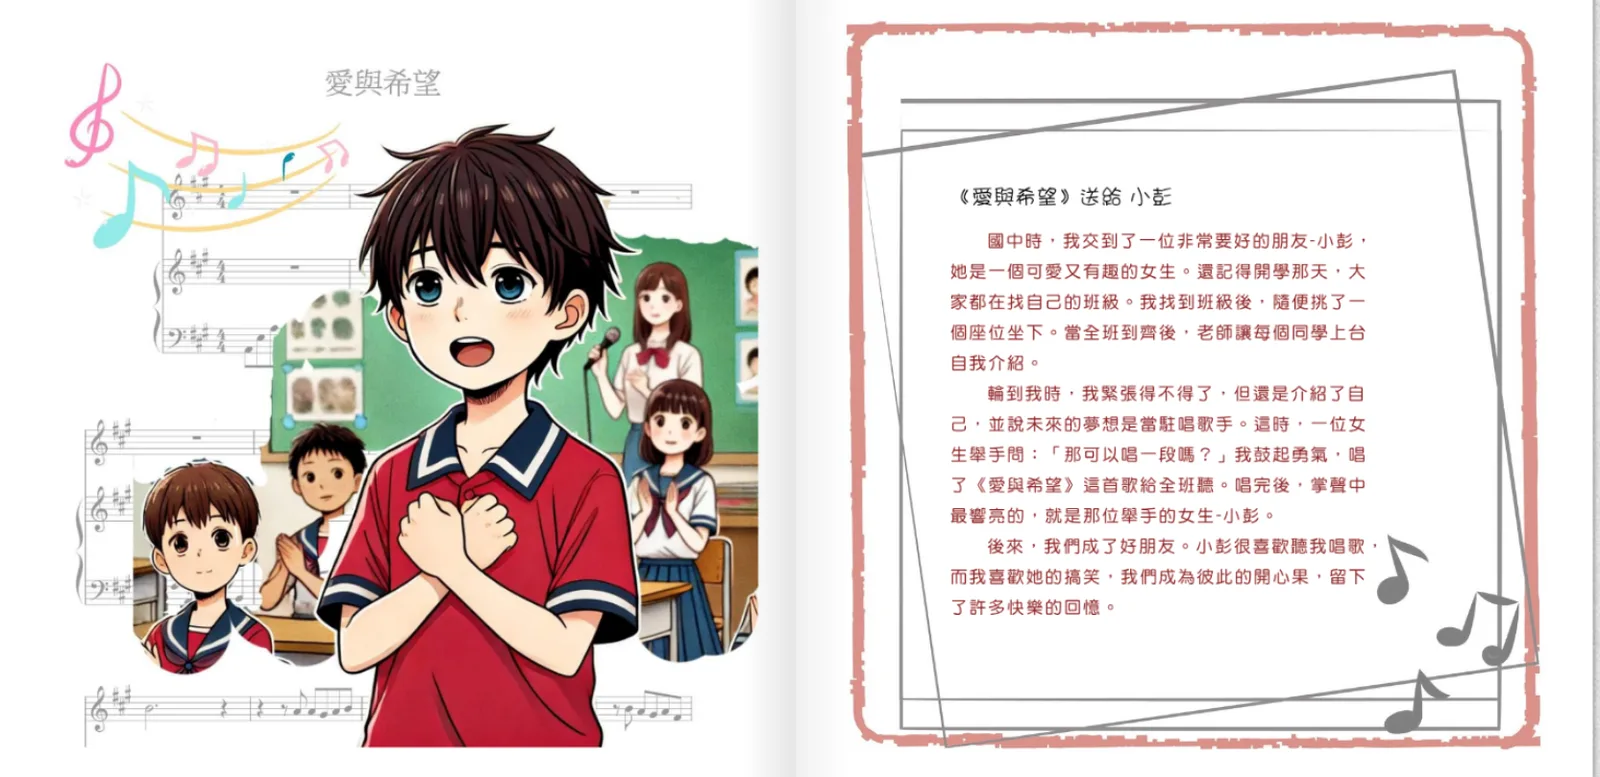 愛與希望
《愛與希望》送給 小彭
國中時，我交到了一位非常要好的朋友-小彭，
她是一個可愛又有趣的女生。還記得開學那天，大
家都在找自己的班級。我找到班級後，隨便挑了一
個座位坐下。當全班到齊後，老師讓每個同學上台
自我介紹。
輪到我時，我緊張得不得了，但還是介紹了自
己，並說未來的夢想是當駐唱歌手。這時，一位女
生舉手問：「那可以唱一段嗎？」我鼓起勇氣，唱
了《愛與希望》這首歌給全班聽。唱完後，掌聲中
最響亮的，就是那位舉手的女生-小彭。
後來，我們成了好朋友。小彭很喜歡聽我唱歌，
而我喜歡她的搞笑，我們成為彼此的開心果，留下
了許多快樂的回憶。